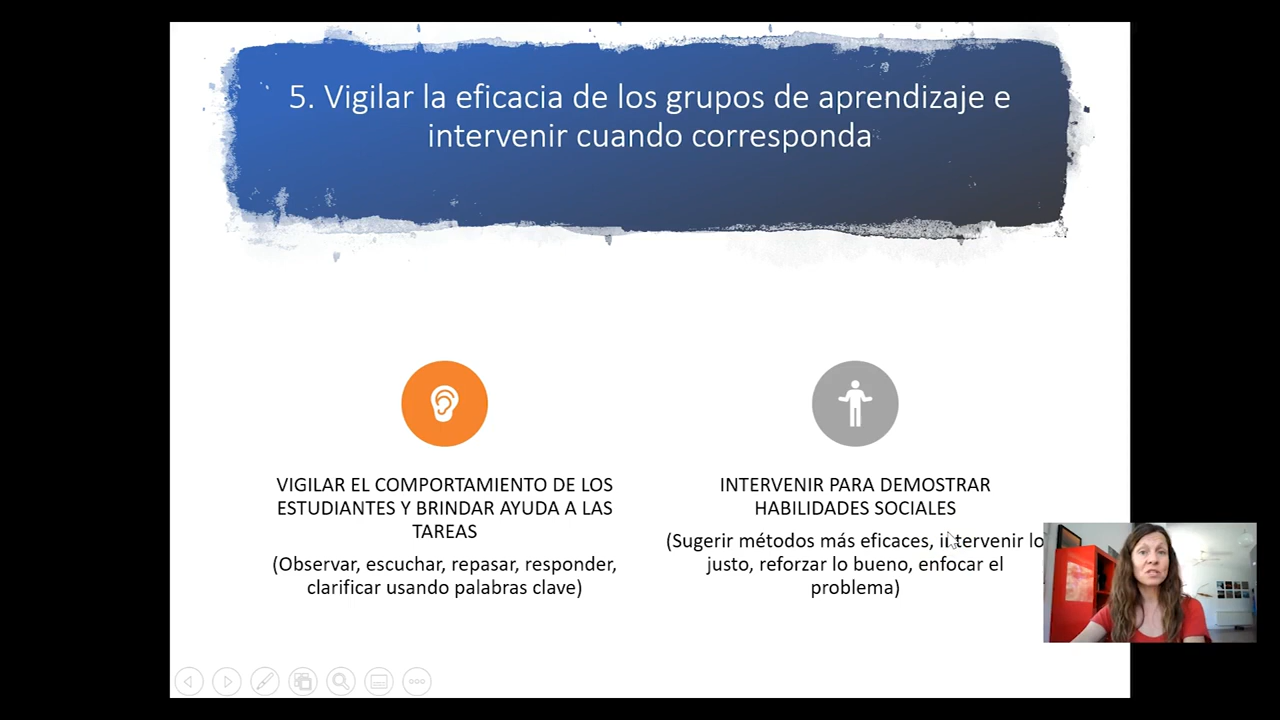 5. Vigilar la eficacia de los grupos de aprendizaje e
intervenir cuando corresponda
VIGILAR EL COMPORTAMIENTO DE LOS
ESTUDIANTES Y BRINDAR AYUDA A LAS
TAREAS
(Observar, escuchar, repasar, responder,
clarificar usando palabras clave)
INTERVENIR PARA DEMOSTRAR
HABILIDADES SOCIALES
(Sugerir métodos más eficaces, intervenir lo
justo, reforzar lo bueno, enfocar el
problema)